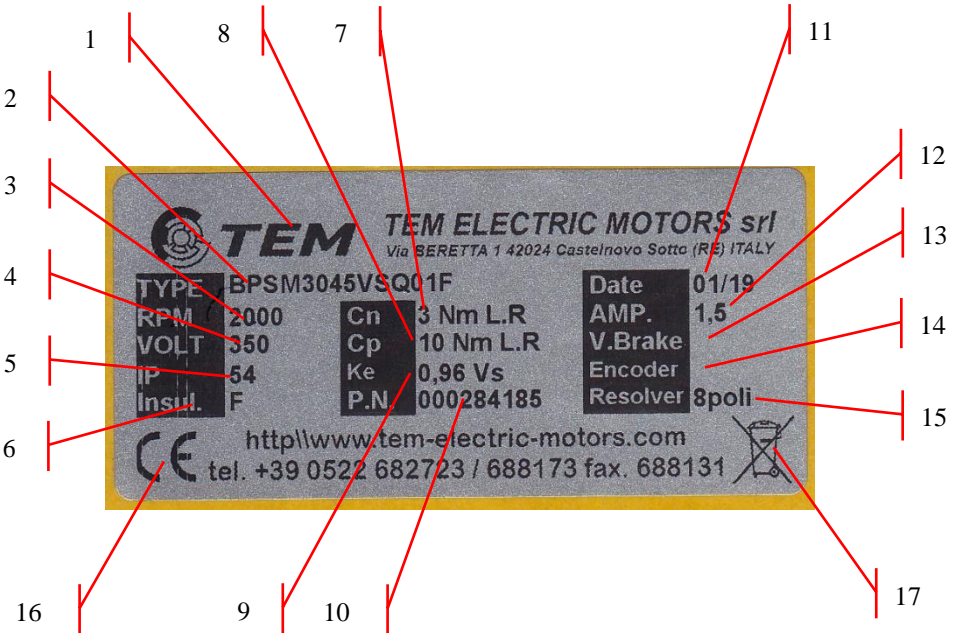 1
8
7
11
2
12
3
TEM
TEM ELECTRIC MOTORS srl
Via BERETTA 1 42024 Castelnovo Sotto (RE) ITALY
13
4
TYPE BPSM3045VSQ01F
Date 01/19
RPM 2000
Cn 3 Nm L.R
AMP. 1,5
14
VOLT 350
Cp 10 Nm L.R
V.Brake
5
IP 54
Ke 0,96 Vs
Encoder
Insul. F
P.N. 000284185
Resolver 8poli
15
6
http\\www.tem-electric-motors.com
CE tel. +39 0522 682723 / 688173 fax. 688131
16
9
10
17